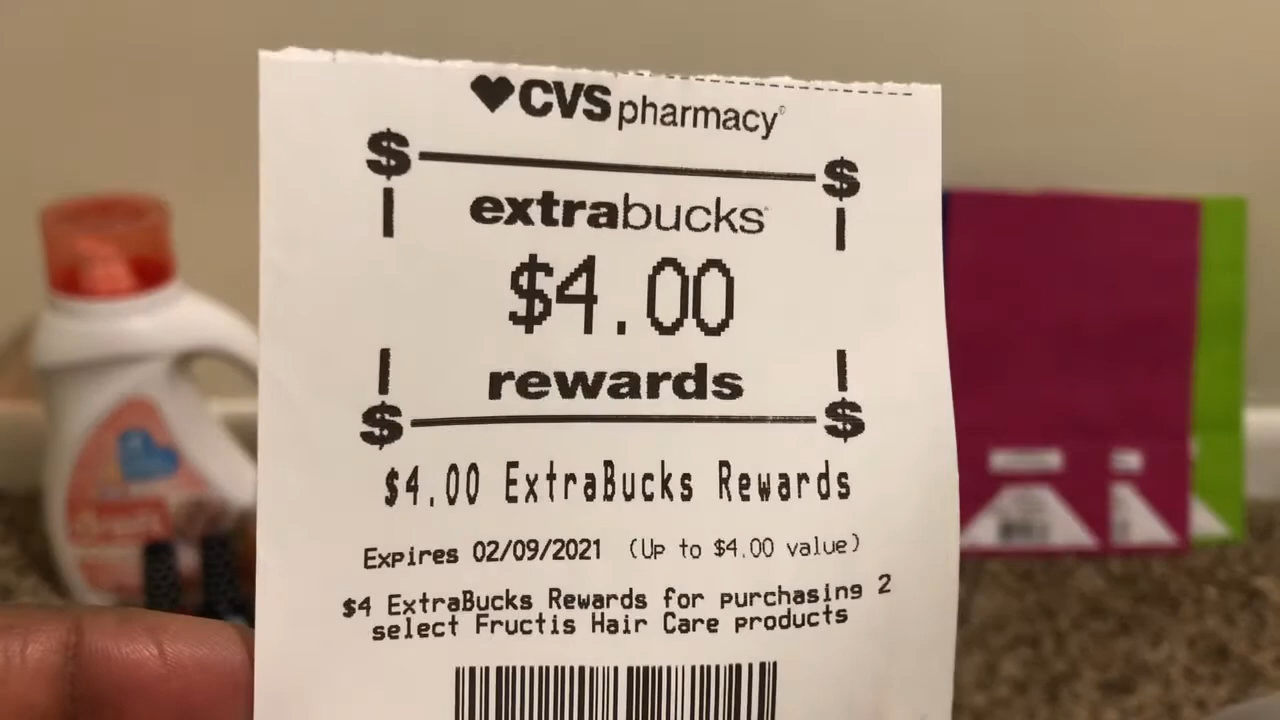 CVS pharmacy®
$ $
extrabucks®
$4.00
rewards
$ $
$4.00 ExtraBucks Rewards
Expires 02/09/2021 (Up to $4.00 value)
$4 ExtraBucks Rewards for purchasing 2
select Fructis Hair Care products